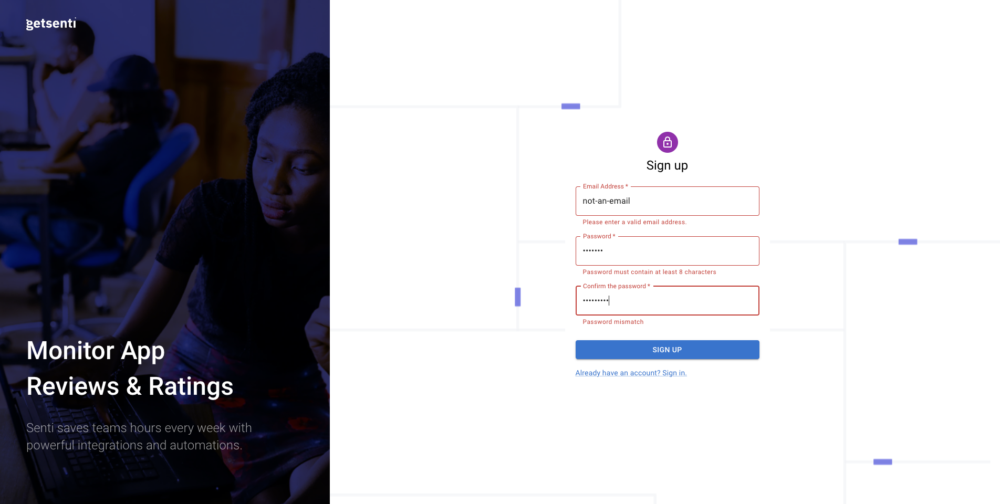 getsenti
Monitor App
Reviews & Ratings
Senti saves teams hours every week with
powerful integrations and automations.
Sign up
Email Address *
not-an-email
Please enter a valid email address.
Password *
•••••••
Password must contain at least 8 characters
Confirm the password *
•••••••••
Password mismatch
SIGN UP
Already have an account? Sign in.